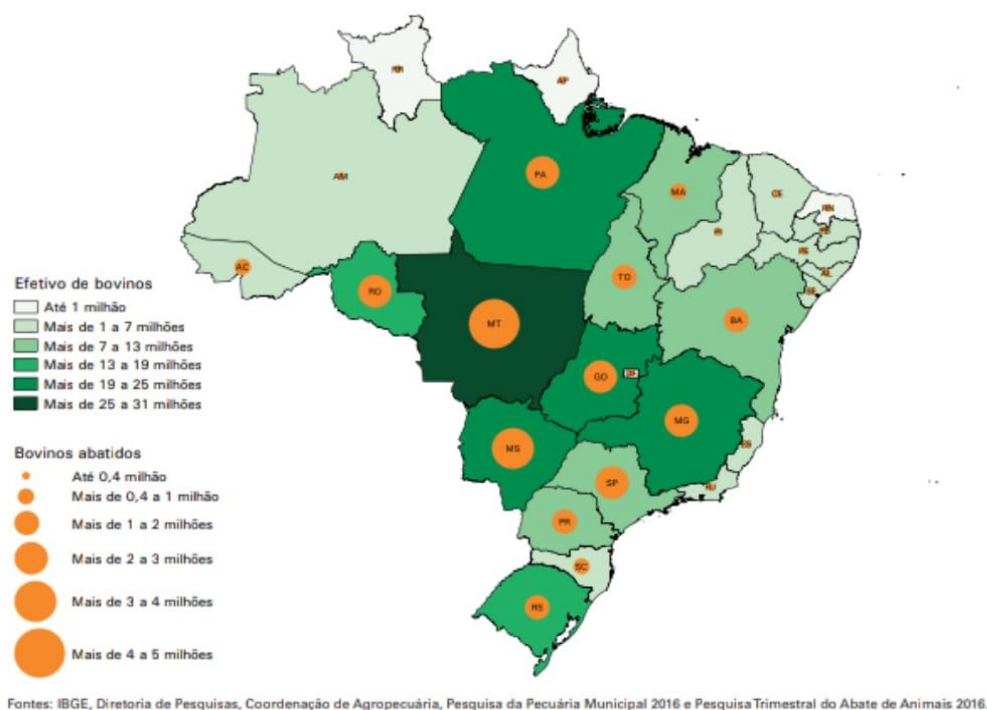 RR
AP
AM
PA
MA
CE
RN
PI
PB
PE
AL
SE
AC
RO
TO
BA
MT
GO
DF
MG
ES
MS
SP
RJ
PR
SC
RS
Efetivo de bovinos
Até 1 milhão
Mais de 1 a 7 milhões
Mais de 7 a 13 milhões
Mais de 13 a 19 milhões
Mais de 19 a 25 milhões
Mais de 25 a 31 milhões
Bovinos abatidos
Até 0,4 milhão
Mais de 0,4 a 1 milhão
Mais de 1 a 2 milhões
Mais de 2 a 3 milhões
Mais de 3 a 4 milhões
Mais de 4 a 5 milhões
Fontes: IBGE, Diretoria de Pesquisas, Coordenação de Agropecuária, Pesquisa da Pecuária Municipal 2016 e Pesquisa Trimestral do Abate de Animais 2016.